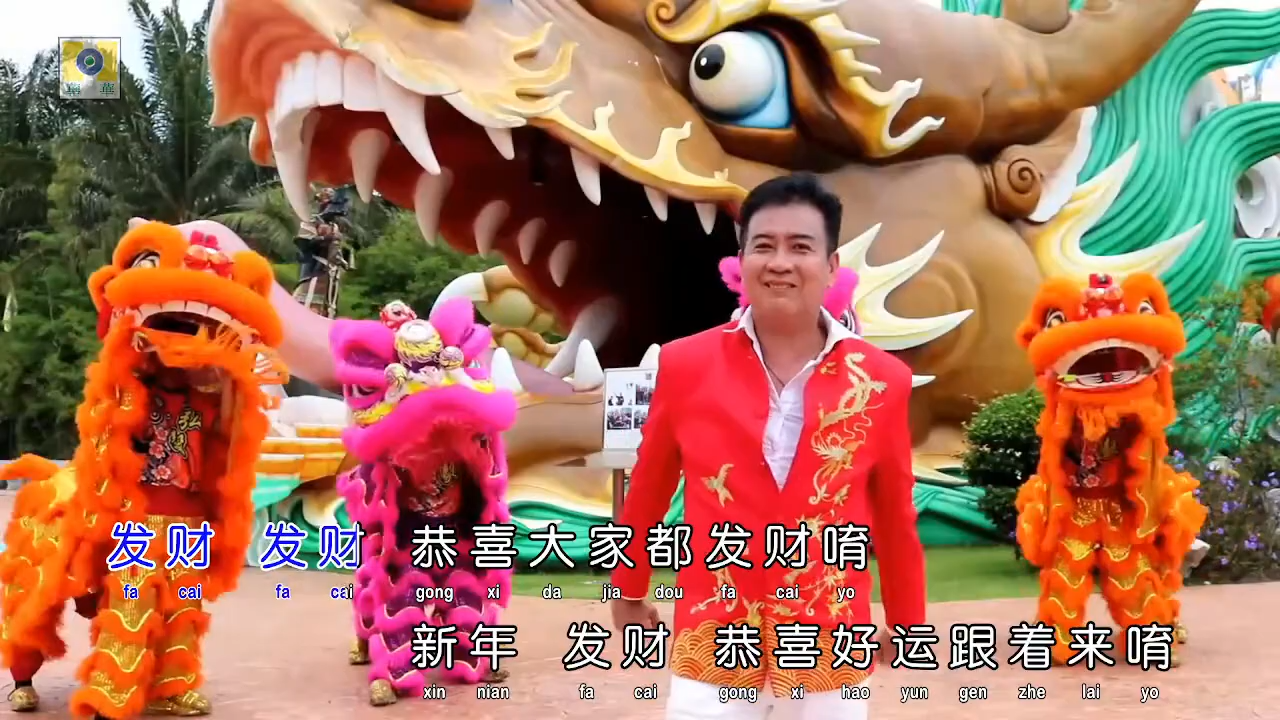 发财 发财 恭喜大家都发财唷
fa cai fa cai gong xi da jia dou fa cai yo
新年 发财 恭喜好运跟着来唷
xin nian fa cai gong xi hao yun gen zhe lai yo